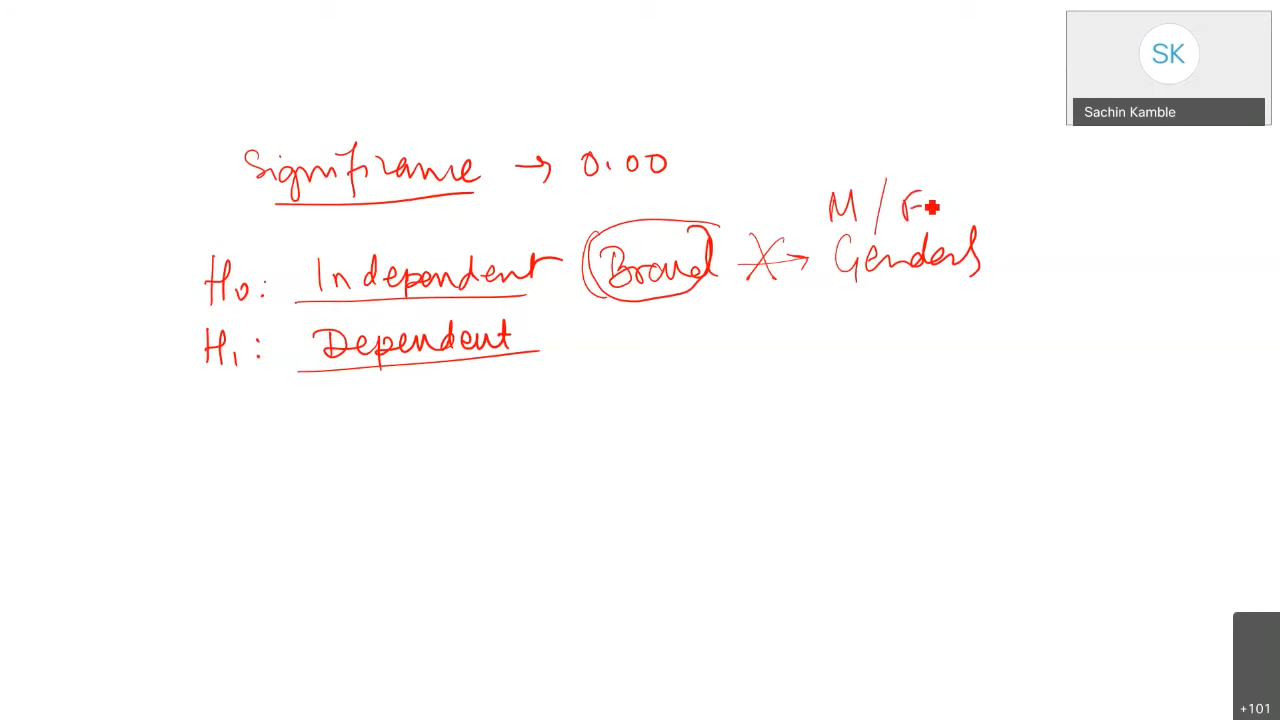 SK
Sachin Kamble
Significance → 0.00
M / F
H0: Independent Brand → Genders
H1: Dependent
+101